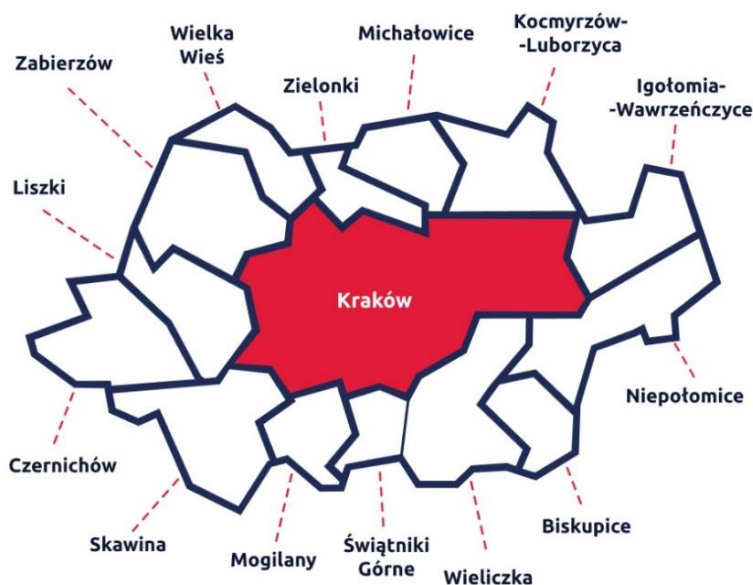 Wielka
Wieś
Michałowice
Kocmyrzów-
-Luborzyca
Zabierzów
Zielonki
Igołomia-
-Wawrzeńczyce
Liszki
Kraków
Niepołomice
Czernichów
Biskupice
Skawina
Mogilany
Świątniki
Górne
Wieliczka